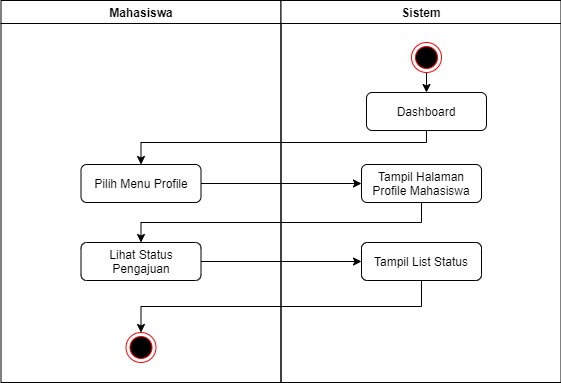 Mahasiswa
Sistem
Dashboard
Pilih Menu Profile
Tampil Halaman
Profile Mahasiswa
Lihat Status
Pengajuan
Tampil List Status